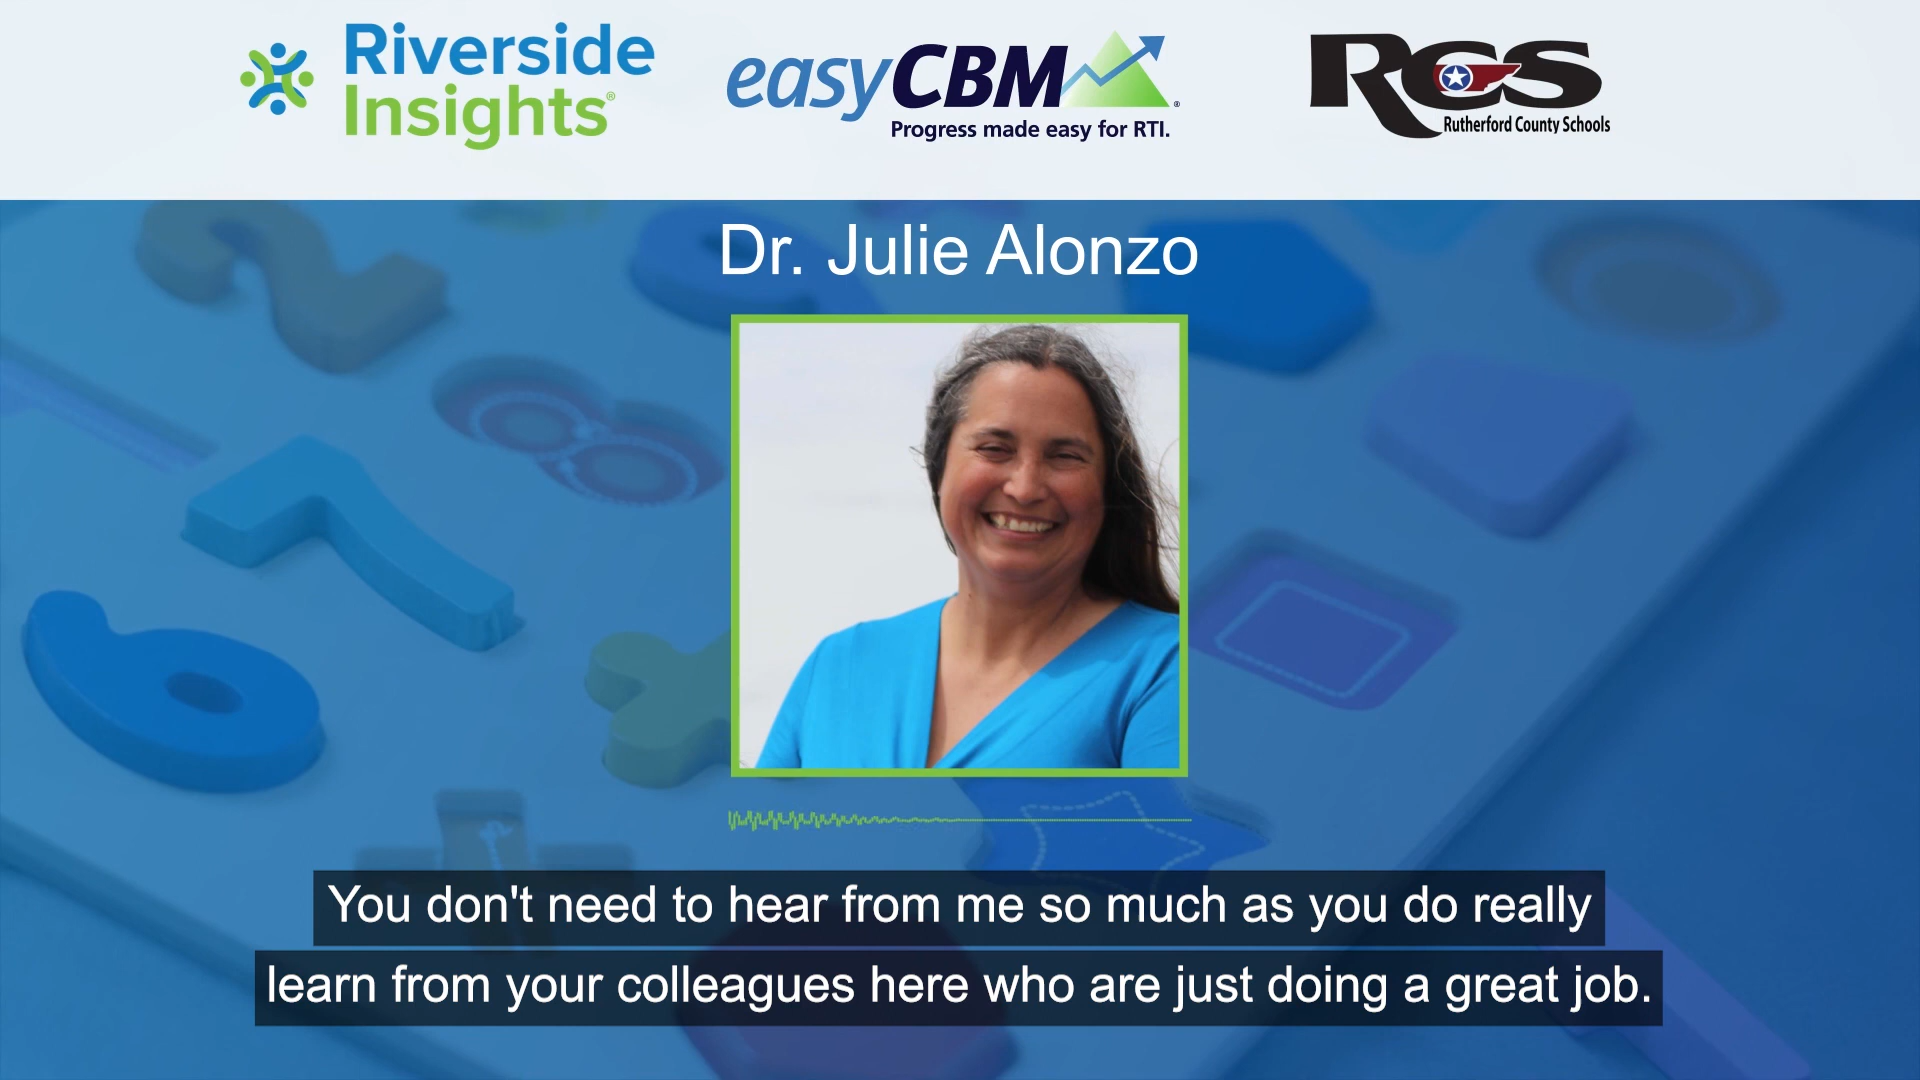 Riverside
Insights®
easyCBM®
Progress made easy for RTI.
RCS
Rutherford County Schools
Dr. Julie Alonzo
You don't need to hear from me so much as you do really
learn from your colleagues here who are just doing a great job.